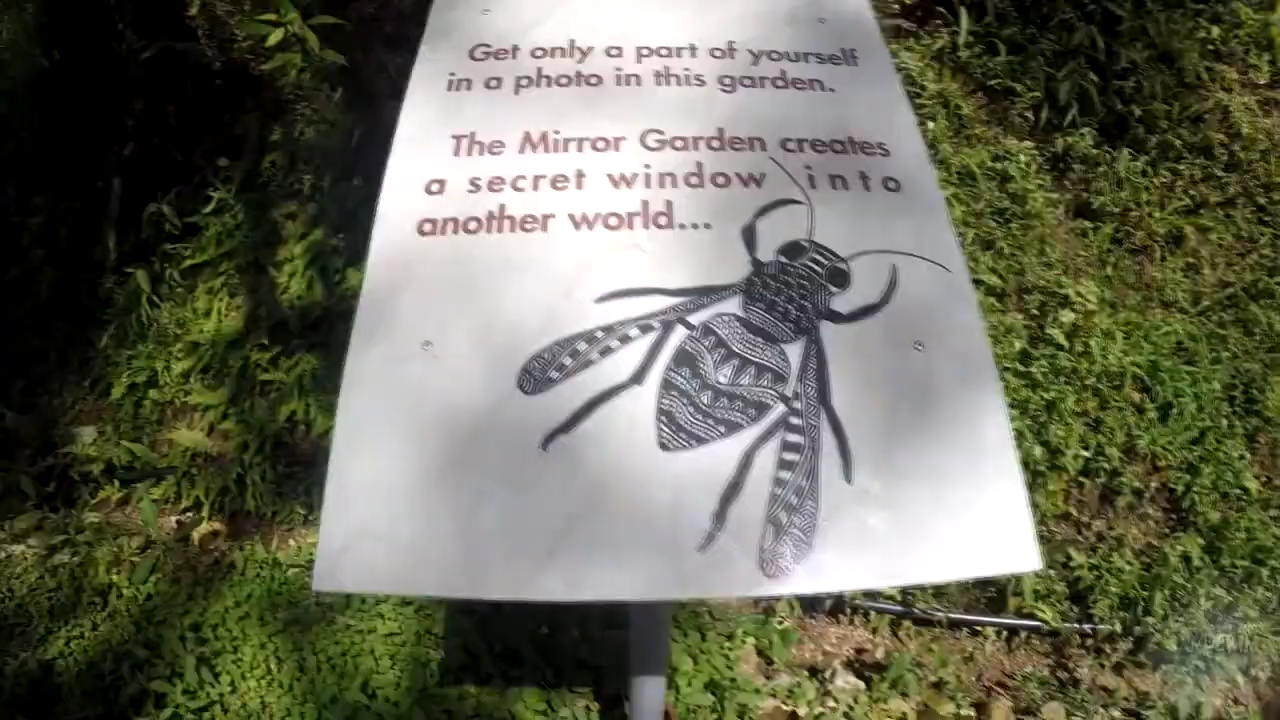 Get only a part of yourself
in a photo in this garden.
The Mirror Garden creates
a secret window into
another world...